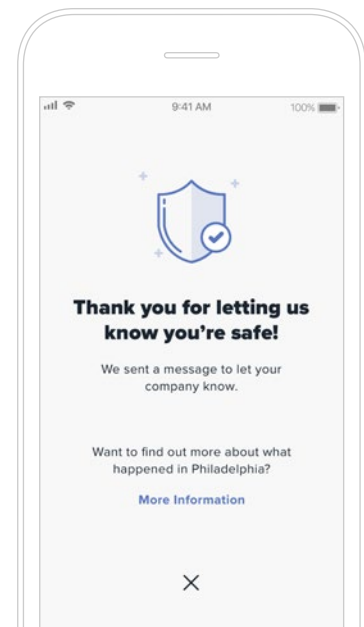 9:41 AM
100%
Thank you for letting us
know you’re safe!
We sent a message to let your
company know.
Want to find out more about what
happened in Philadelphia?
More Information